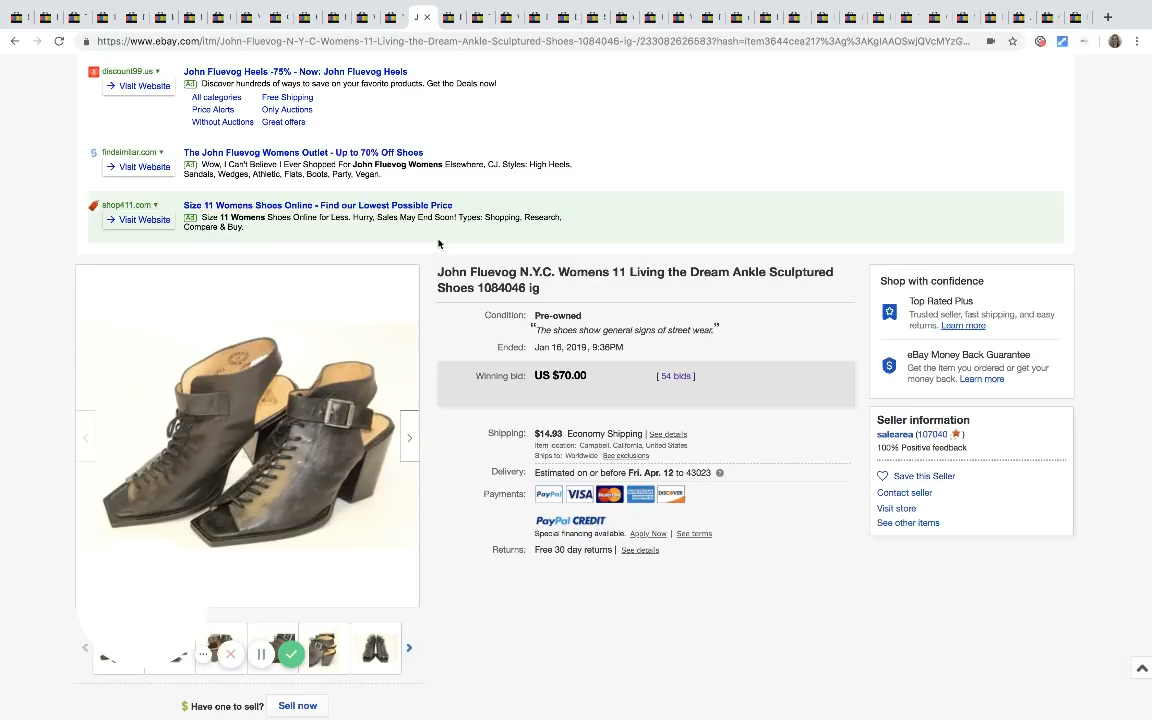 J
https://www.ebay.com/itm/John-Fluevog-N-Y-C-Womens-11-Living-the-Dream-Ankle-Sculptured-Shoes-1084046-ig-/233082626583?hash=item3644cea217%3Ag%3AKgIAAOSwjQVcMYzG...
discount99.us
Visit Website
John Fluevog Heels -75% - Now: John Fluevog Heels
Ad Discover hundreds of ways to save on your favorite products. Get the Deals now!
All categories Free Shipping
Price Alerts Only Auctions
Without Auctions Great offers
findsimilar.com
Visit Website
The John Fluevog Womens Outlet - Up to 70% Off Shoes
Ad Wow, I Can't Believe I Ever Shopped For John Fluevog Womens Elsewhere, CJ. Styles: High Heels,
Sandals, Wedges, Athletic, Flats, Boots, Party, Vegan.
shop411.com
Visit Website
Size 11 Womens Shoes Online - Find our Lowest Possible Price
Ad Size 11 Womens Shoes Online for Less. Hurry, Sales May End Soon! Types: Shopping, Research,
Compare & Buy.
John Fluevog N.Y.C. Womens 11 Living the Dream Ankle Sculptured
Shoes 1084046 ig
Condition: Pre-owned
"The shoes show general signs of street wear."
Ended: Jan 16, 2019 , 9:36PM
Winning bid: US $70.00 [ 54 bids ]
Shipping: $14.93 Economy Shipping | See details
Item location: Campbell, California, United States
Ships to: Worldwide See exclusions
Delivery: Estimated on or before Fri. Apr. 12 to 43023
Payments: PayPal VISA MasterCard AMERICAN EXPRESS DISCOVER
PayPal CREDIT
Special financing available. Apply Now | See terms
Returns: Free 30 day returns | See details
Shop with confidence
Top Rated Plus
Trusted seller, fast shipping, and easy
returns. Learn more
eBay Money Back Guarantee
Get the item you ordered or get your
money back. Learn more
Seller information
salearea (107040 )
100% Positive feedback
Save this Seller
Contact seller
Visit store
See other items
Have one to sell? Sell now